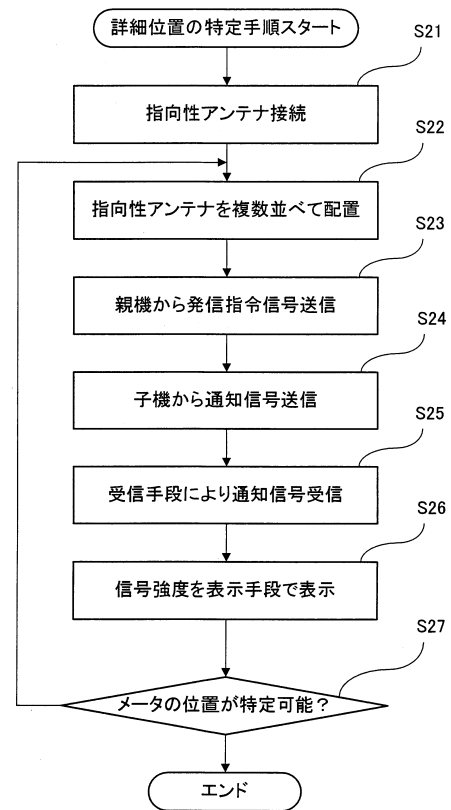 詳細位置の特定手順スタート
S21
指向性アンテナ接続
S22
指向性アンテナを複数並べて配置
S23
親機から発信指令信号送信
S24
子機から通知信号送信
S25
受信手段により通知信号受信
S26
信号強度を表示手段で表示
S27
メータの位置が特定可能？
エンド